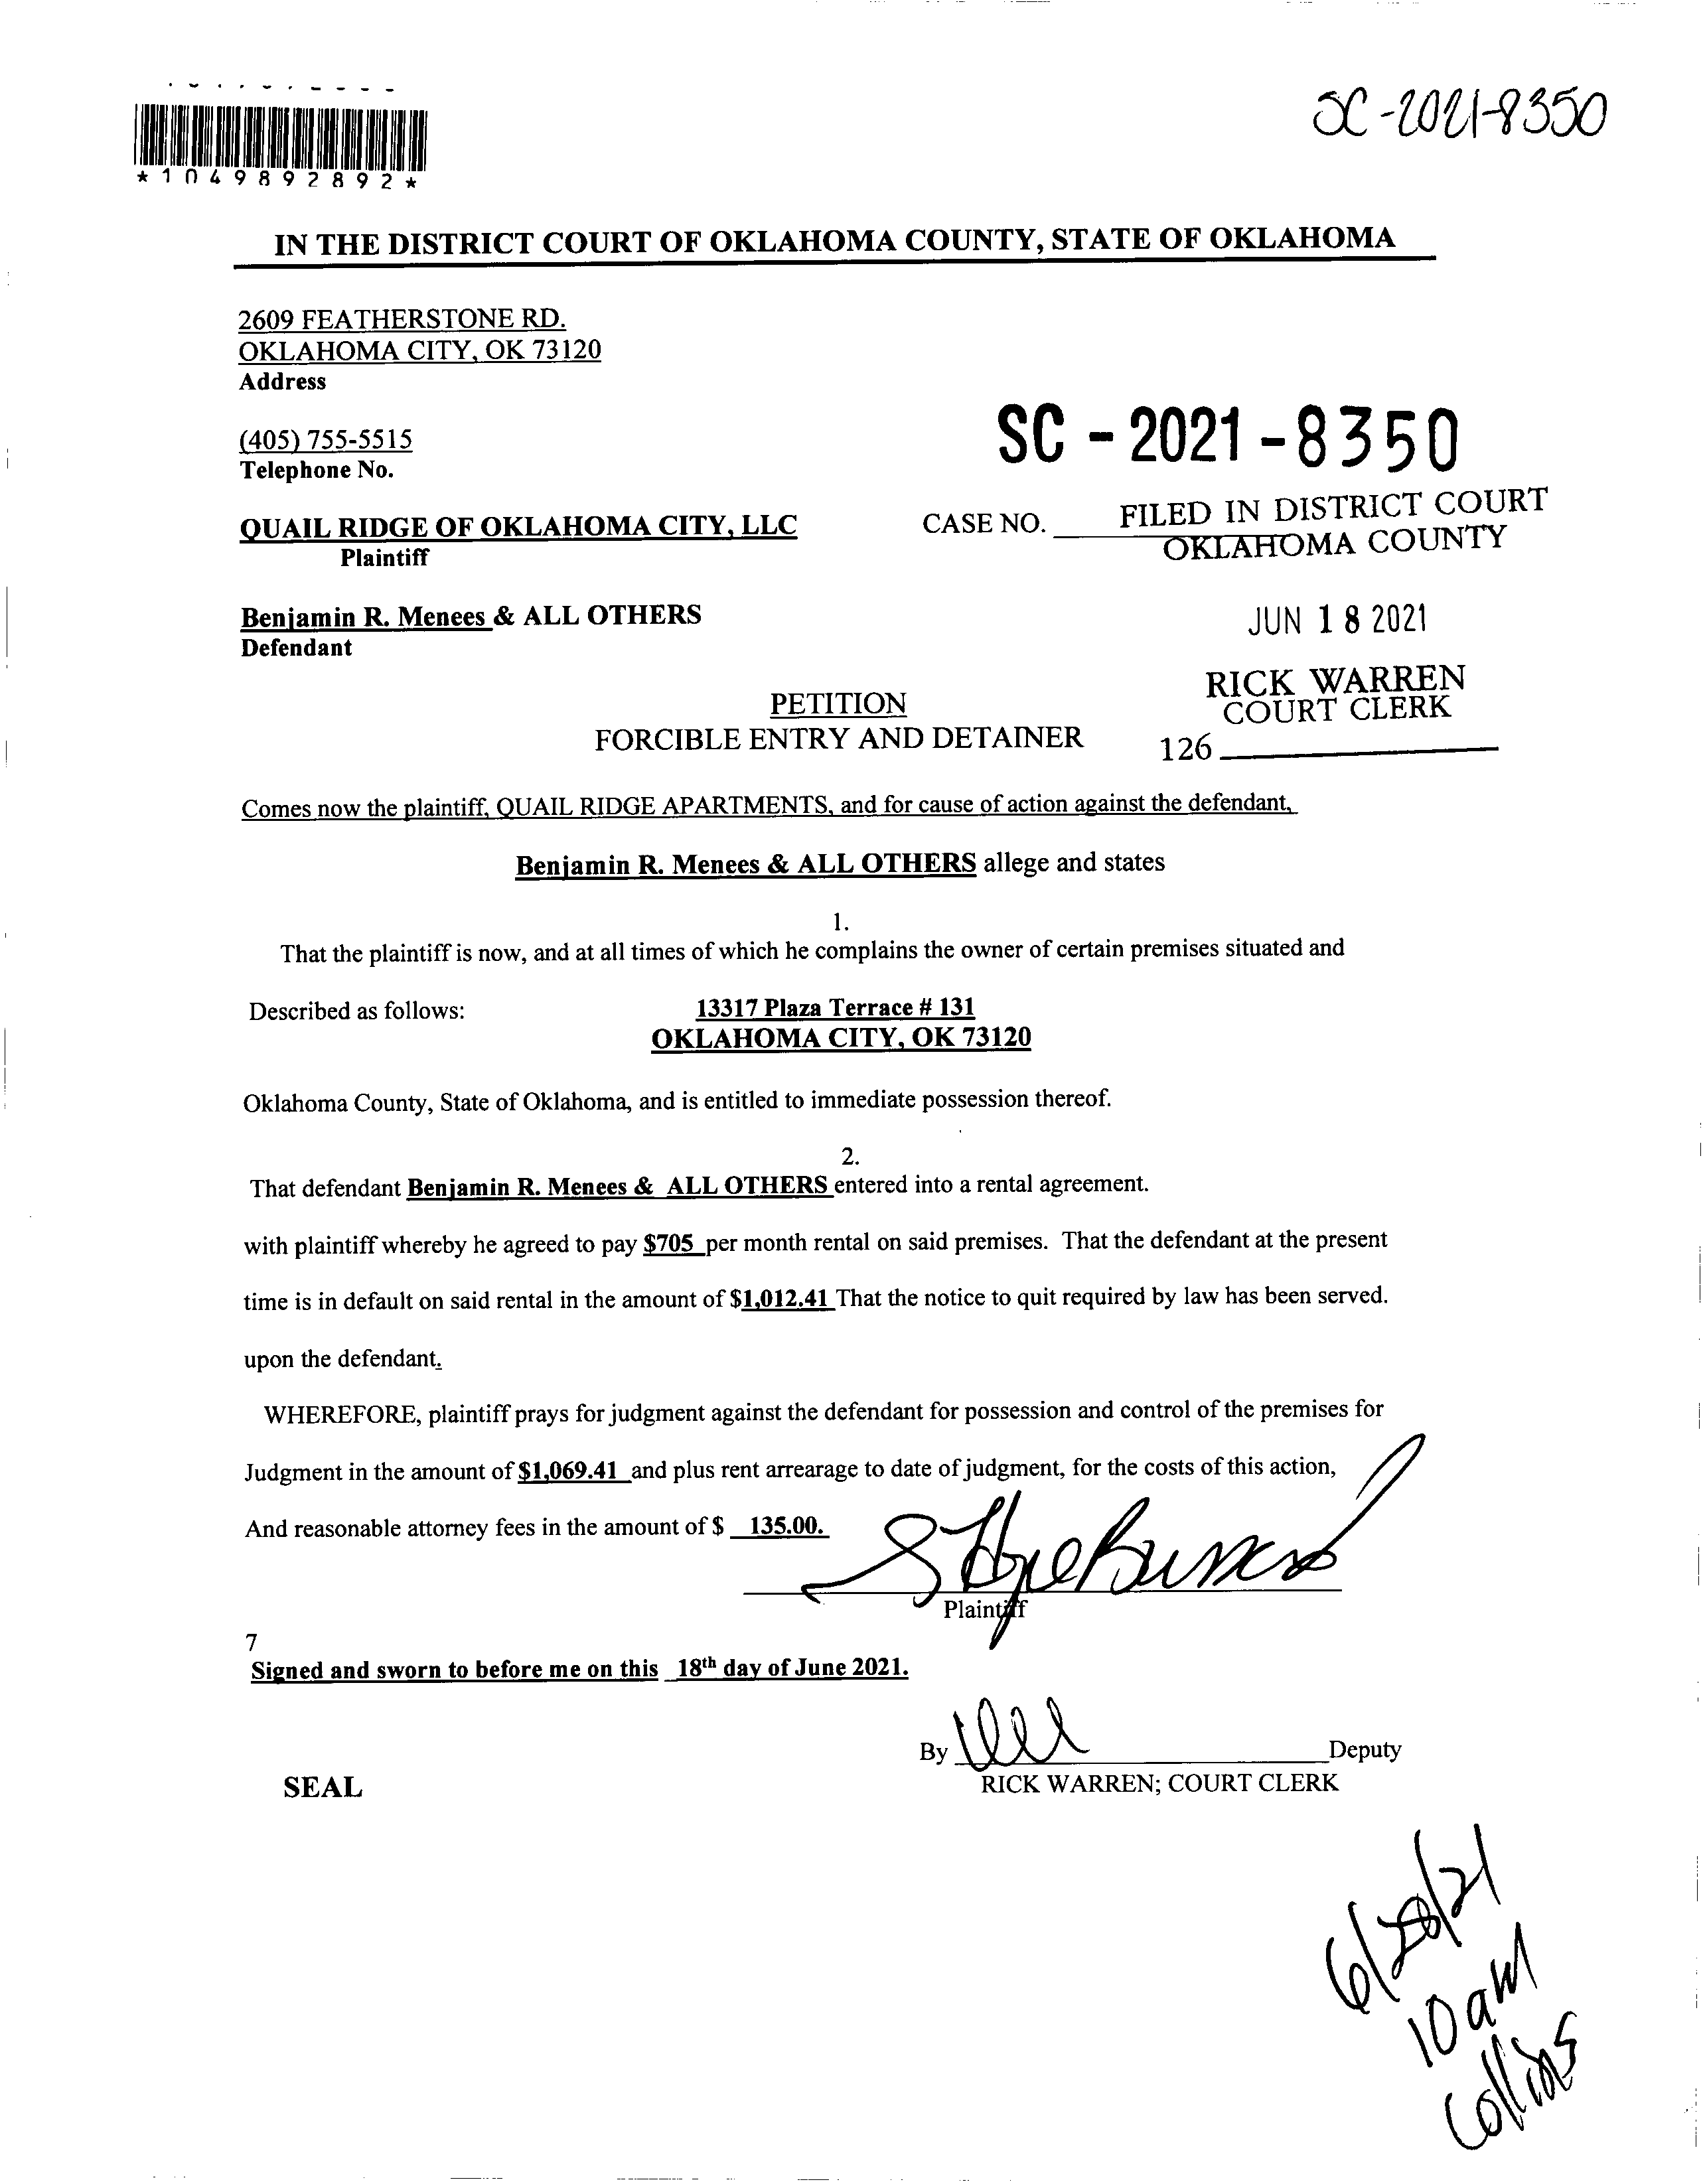 SC-2021-8350
*1049892892*
IN THE DISTRICT COURT OF OKLAHOMA COUNTY, STATE OF OKLAHOMA
2609 FEATHERSTONE RD.
OKLAHOMA CITY, OK 73120
Address
(405) 755-5515
Telephone No.
SC - 2021 - 8350
QUAIL RIDGE OF OKLAHOMA CITY, LLC
Plaintiff
CASE NO.
FILED IN DISTRICT COURT
OKLAHOMA COUNTY
Benjamin R. Menees & ALL OTHERS
Defendant
JUN 18 2021
RICK WARREN
COURT CLERK
126
PETITION
FORCIBLE ENTRY AND DETAINER
Comes now the plaintiff, QUAIL RIDGE APARTMENTS, and for cause of action against the defendant,
Benjamin R. Menees & ALL OTHERS allege and states
1.
That the plaintiff is now, and at all times of which he complains the owner of certain premises situated and
Described as follows: 13317 Plaza Terrace # 131
OKLAHOMA CITY, OK 73120
Oklahoma County, State of Oklahoma, and is entitled to immediate possession thereof.
2.
That defendant Benjamin R. Menees & ALL OTHERS entered into a rental agreement.
with plaintiff whereby he agreed to pay $705 per month rental on said premises. That the defendant at the present
time is in default on said rental in the amount of $1,012.41 That the notice to quit required by law has been served.
upon the defendant.
WHEREFORE, plaintiff prays for judgment against the defendant for possession and control of the premises for
Judgment in the amount of $1,069.41 and plus rent arrearage to date of judgment, for the costs of this action,
And reasonable attorney fees in the amount of $ 135.00.
Plaintiff
7
Signed and sworn to before me on this 18th day of June 2021.
By Deputy
RICK WARREN; COURT CLERK
SEAL
6/28/21
10 am
Collins